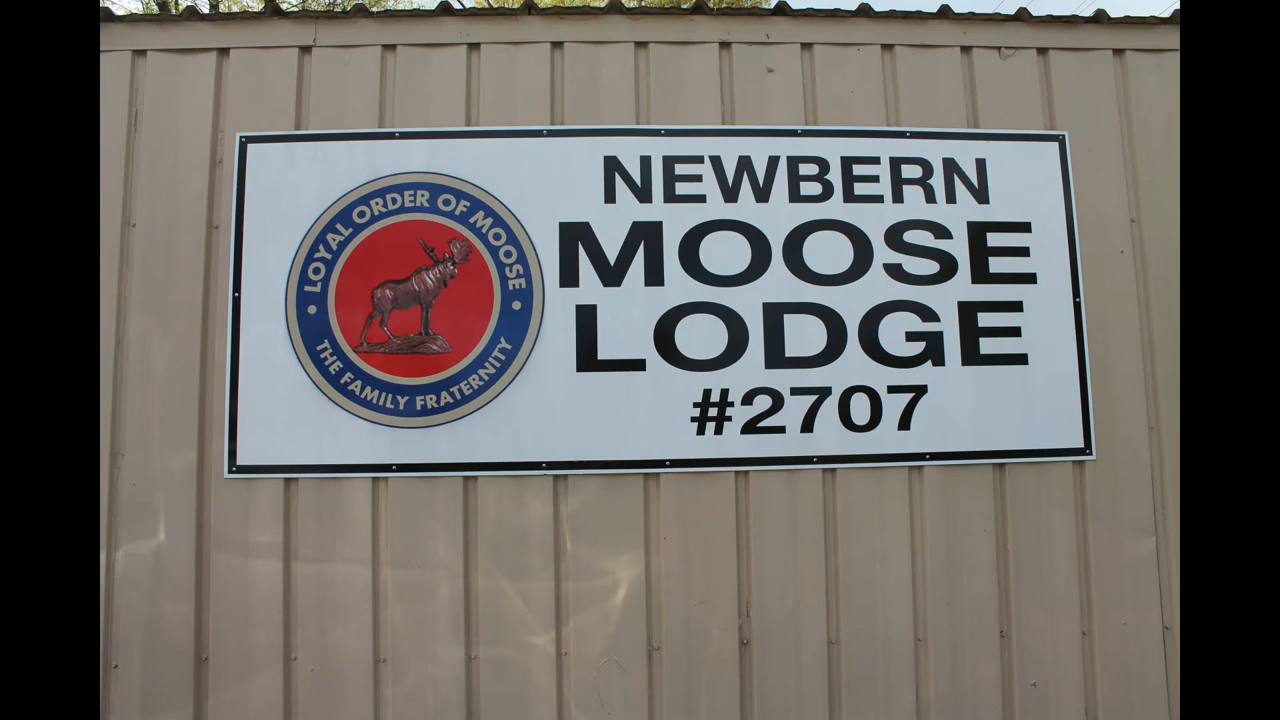 LOYAL ORDER OF MOOSE
THE FAMILY FRATERNITY
NEWBERN
MOOSE
LODGE
#2707